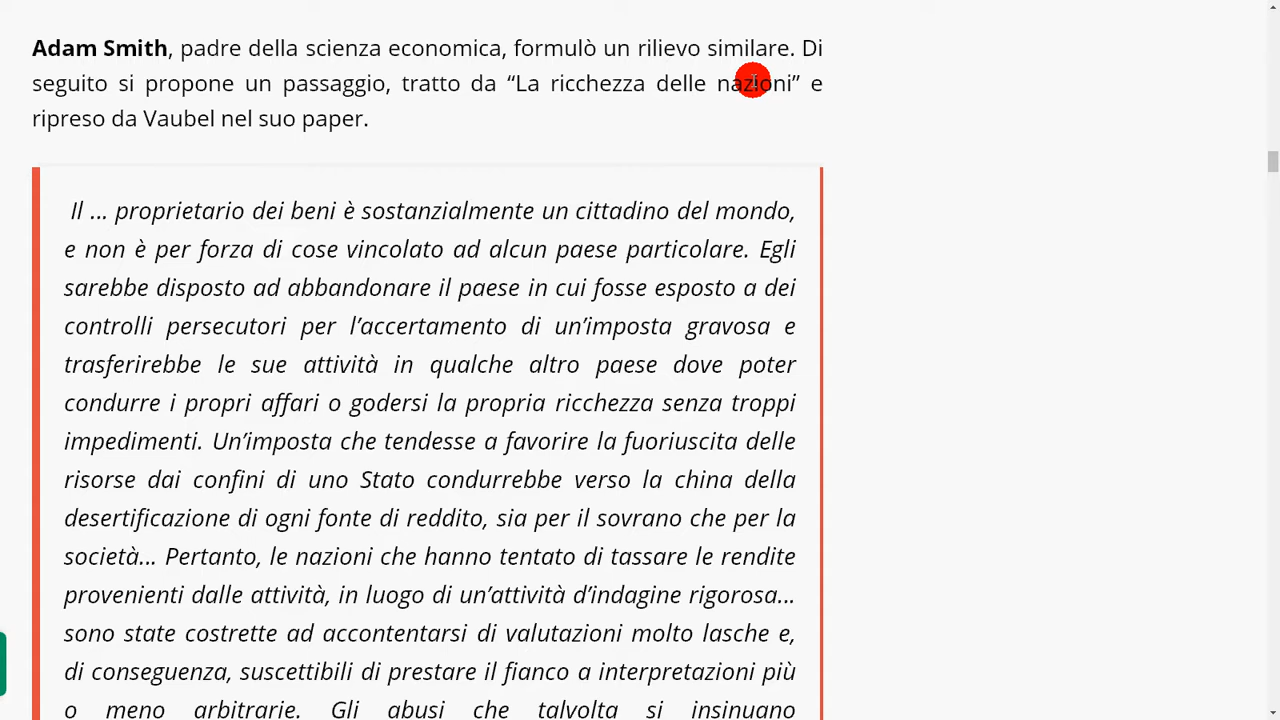 Adam Smith, padre della scienza economica, formulò un rilievo similare. Di
seguito si propone un passaggio, tratto da “La ricchezza delle nazioni” e
ripreso da Vaubel nel suo paper.
Il ... proprietario dei beni è sostanzialmente un cittadino del mondo,
e non è per forza di cose vincolato ad alcun paese particolare. Egli
sarebbe disposto ad abbandonare il paese in cui fosse esposto a dei
controlli persecutori per l’accertamento di un’imposta gravosa e
trasferirebbe le sue attività in qualche altro paese dove poter
condurre i propri affari o godersi la propria ricchezza senza troppi
impedimenti. Un’imposta che tendesse a favorire la fuoriuscita delle
risorse dai confini di uno Stato condurrebbe verso la china della
desertificazione di ogni fonte di reddito, sia per il sovrano che per la
società... Pertanto, le nazioni che hanno tentato di tassare le rendite
provenienti dalle attività, in luogo di un’attività d’indagine rigorosa...
sono state costrette ad accontentarsi di valutazioni molto lasche e,
di conseguenza, suscettibili di prestare il fianco a interpretazioni più
o meno arbitrarie. Gli abusi che talvolta si insinuano